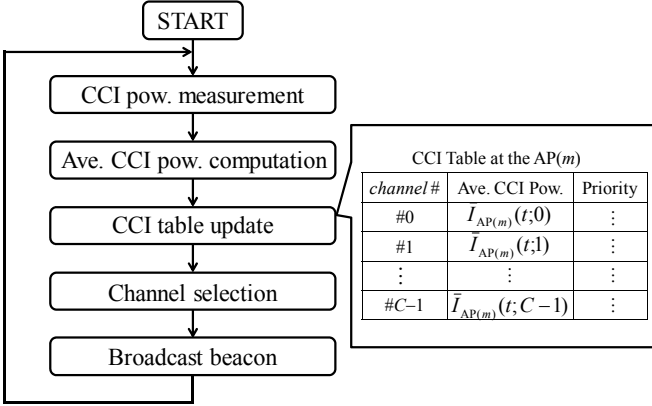 START
CCI pow. measurement
Ave. CCI pow. computation
CCI table update
Channel selection
Broadcast beacon
CCI Table at the AP(m)
channel # Ave. CCI Pow. Priority
#0 Ī_AP(m)(t;0) ⋮
#1 Ī_AP(m)(t;1) ⋮
⋮ ⋮ ⋮
#C−1 Ī_AP(m)(t; C−1) ⋮